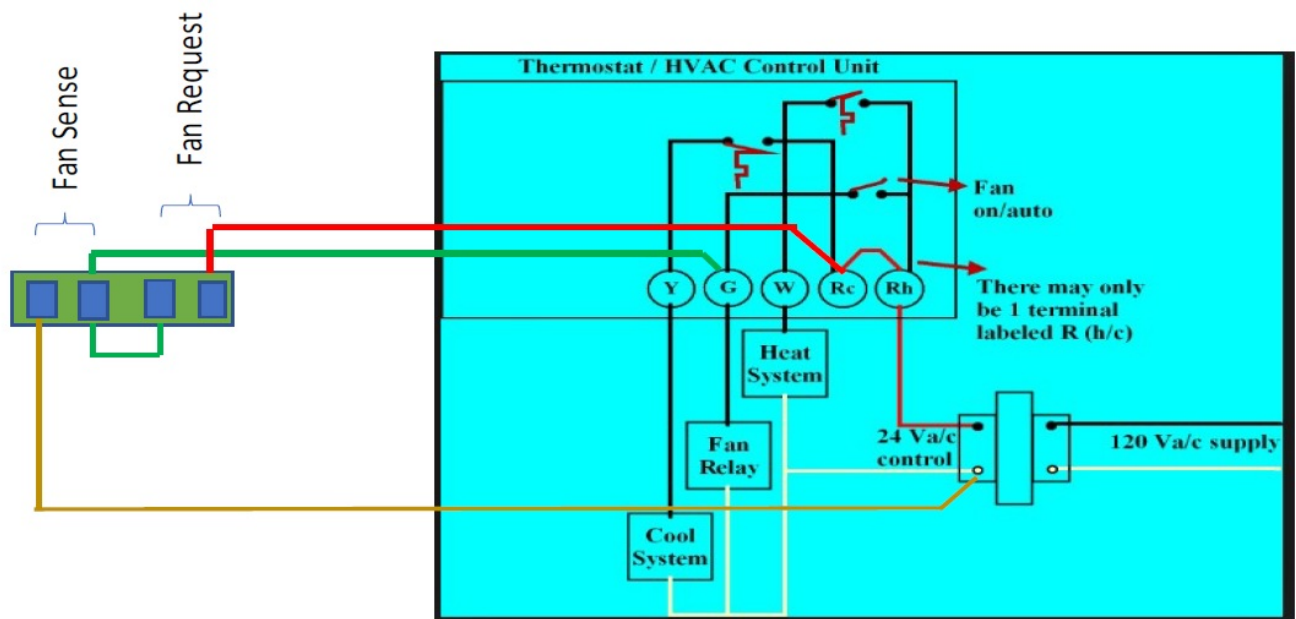 Fan Sense
Fan Request
Thermostat / HVAC Control Unit
Fan
on/auto
Y
G
W
Rc
Rh
There may only
be 1 terminal
labeled R (h/c)
Heat
System
24 Va/c
control
120 Va/c supply
Fan
Relay
Cool
System